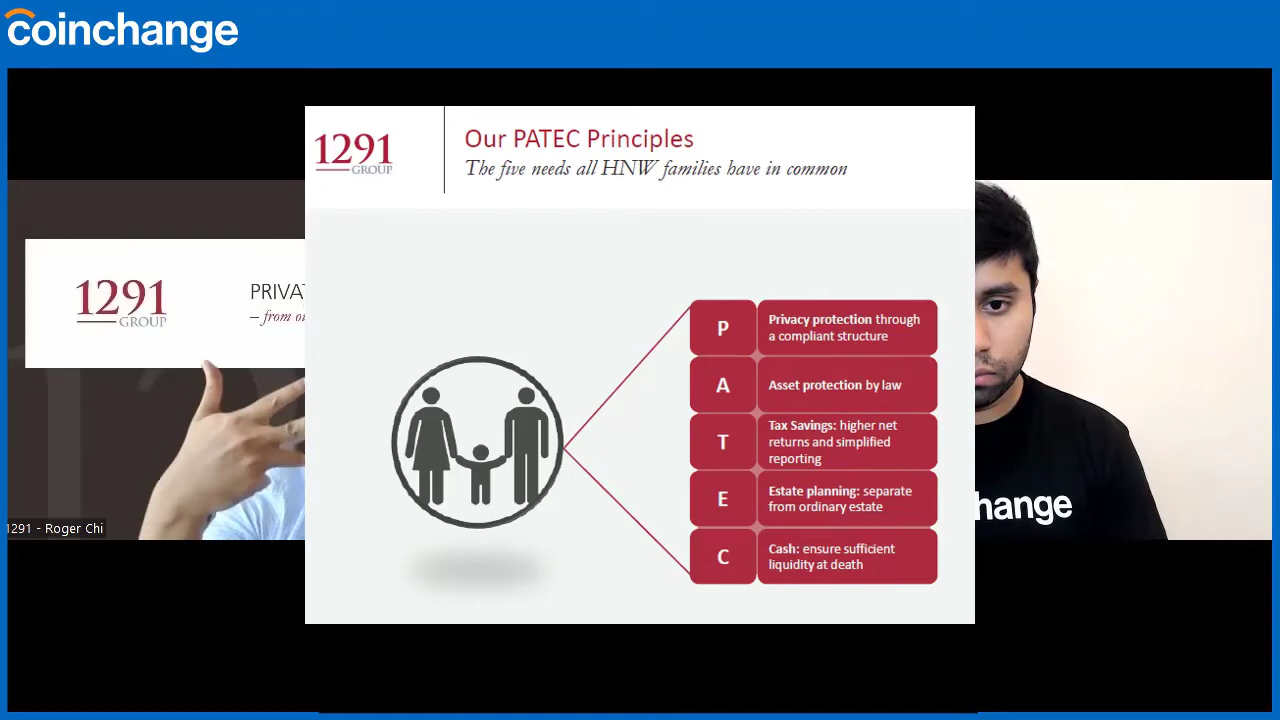 coinchange
1291
GROUP
Our PATEC Principles
The five needs all HNW families have in common
1291
GROUP
PRIVAT
– from ou
P
Privacy protection through
a compliant structure
A
Asset protection by law
T
Tax Savings: higher net
returns and simplified
reporting
E
Estate planning: separate
from ordinary estate
C
Cash: ensure sufficient
liquidity at death
1291 - Roger Chi
hange